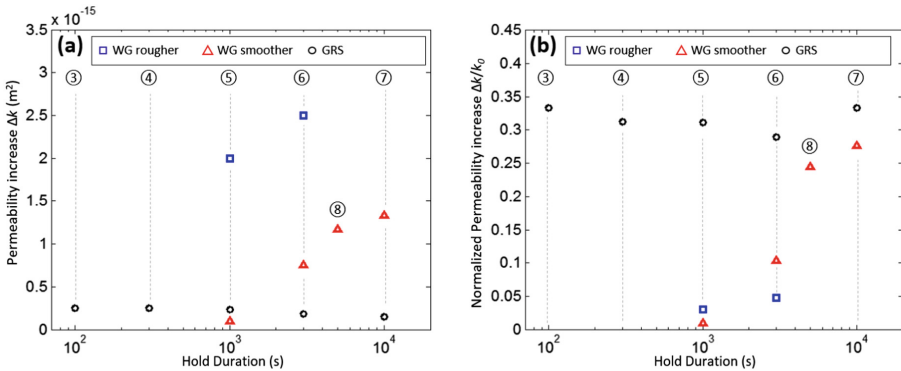 × 10⁻¹⁵
(a)
WG rougher WG smoother GRS
③ ④ ⑤ ⑥ ⑦
⑧
3.5
3
2.5
2
1.5
1
0.5
0
Permeability increase Δk (m²)
10² 10³ 10⁴
Hold Duration (s)
(b)
WG rougher WG smoother GRS
③ ④ ⑤ ⑥ ⑦
⑧
0.45
0.4
0.35
0.3
0.25
0.2
0.15
0.1
0.05
0
Normalized Permeability increase Δk/k₀
10² 10³ 10⁴
Hold Duration (s)